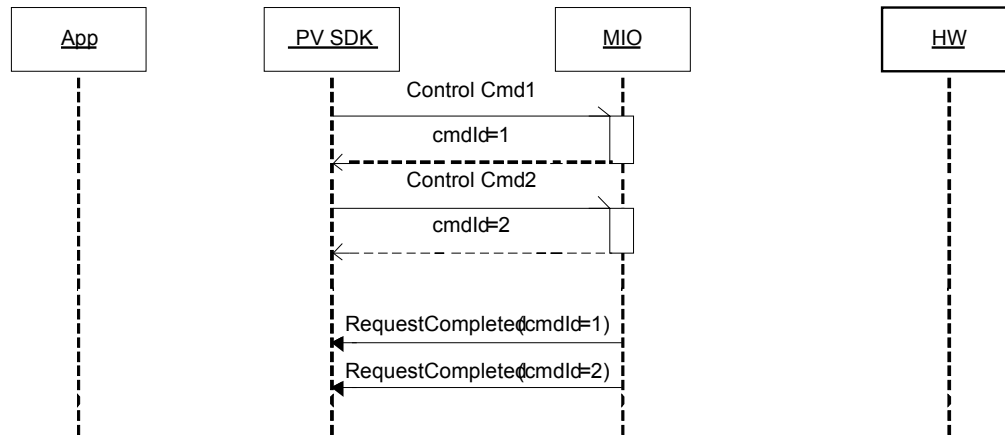 App
PV SDK
MIO
HW
Control Cmd1
cmdId=1
Control Cmd2
cmdId=2
RequestCompleted(cmdId=1)
RequestCompleted(cmdId=2)